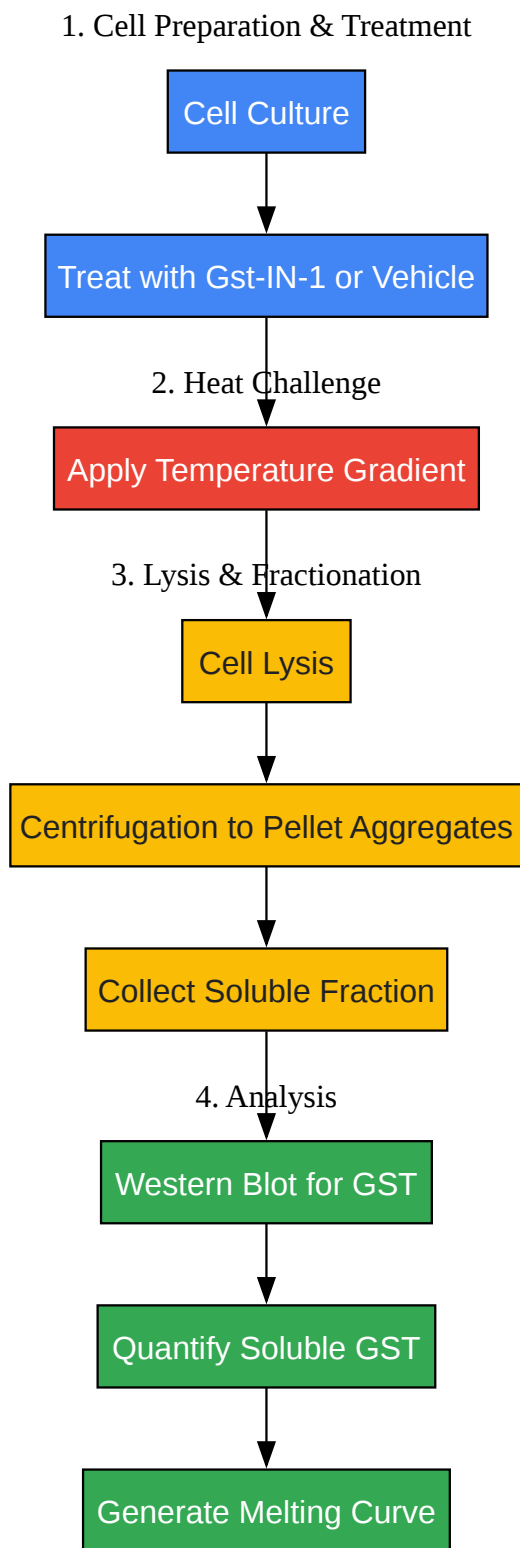 1. Cell Preparation & Treatment
Cell Culture
Treat with Gst-IN-1 or Vehicle
2. Heat Challenge
Apply Temperature Gradient
3. Lysis & Fractionation
Cell Lysis
Centrifugation to Pellet Aggregates
Collect Soluble Fraction
4. Analysis
Western Blot for GST
Quantify Soluble GST
Generate Melting Curve